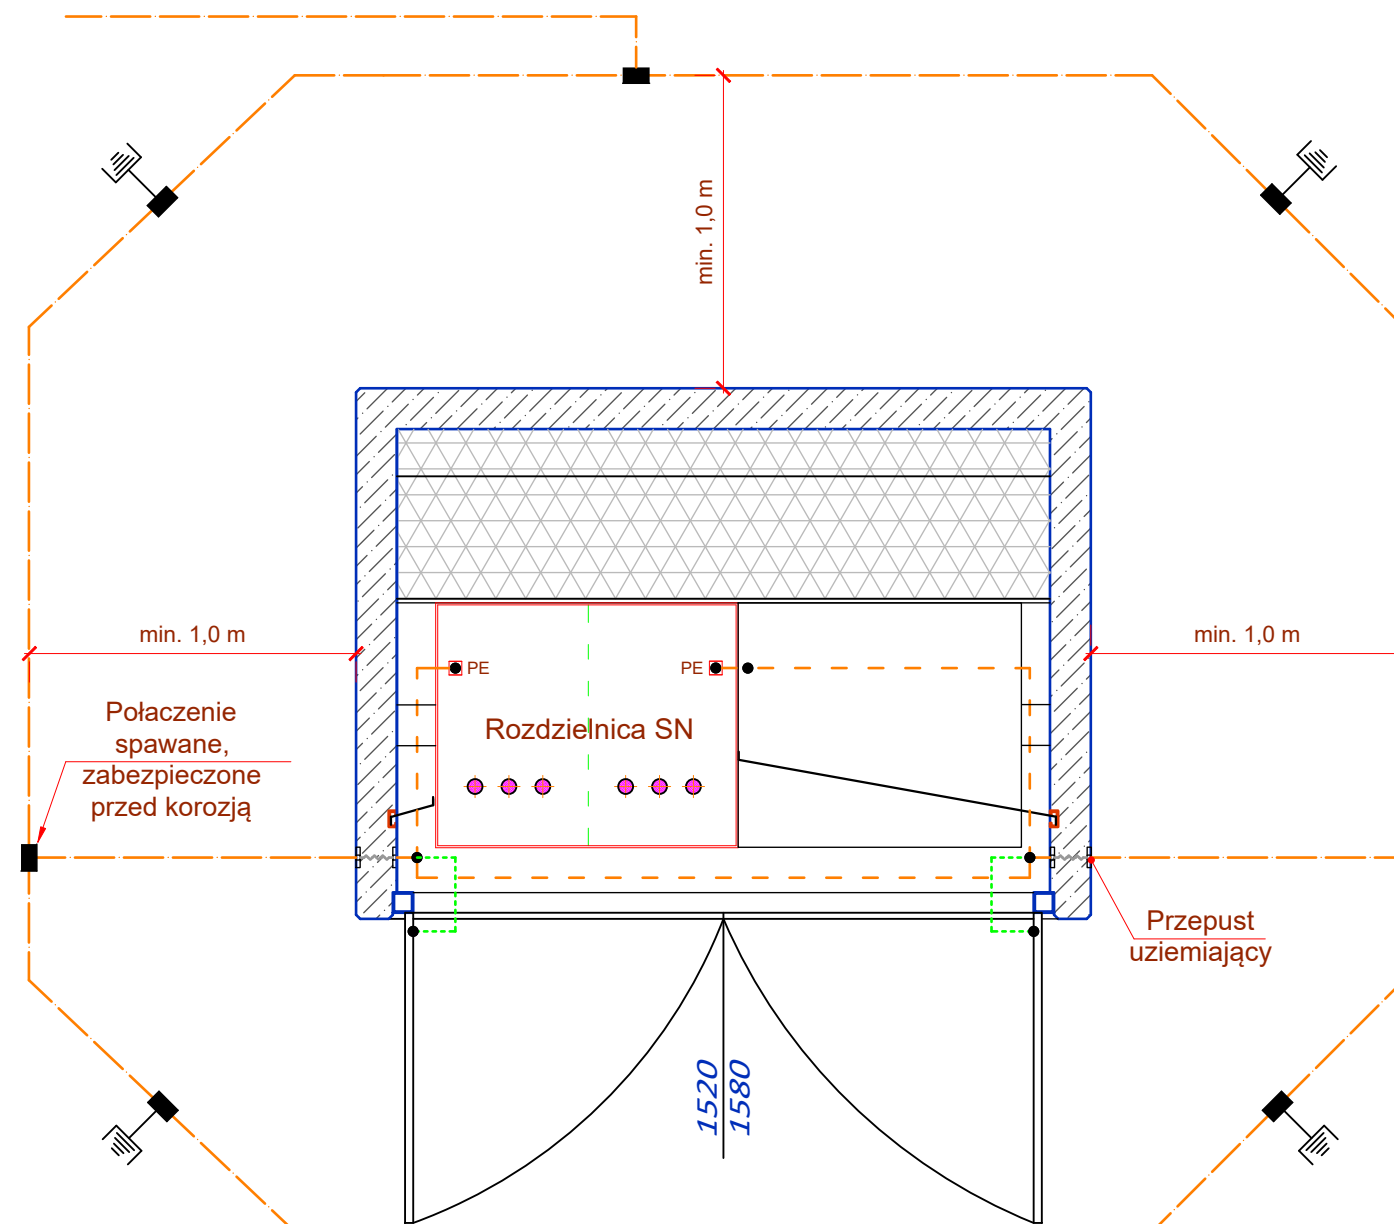 min. 1,0 m
min. 1,0 m
min. 1,0 m
PE
PE
Rozdzielnica SN
Połaczenie
spawane,
zabezpieczone
przed korozją
Przepust
uziemiający
1520
1580